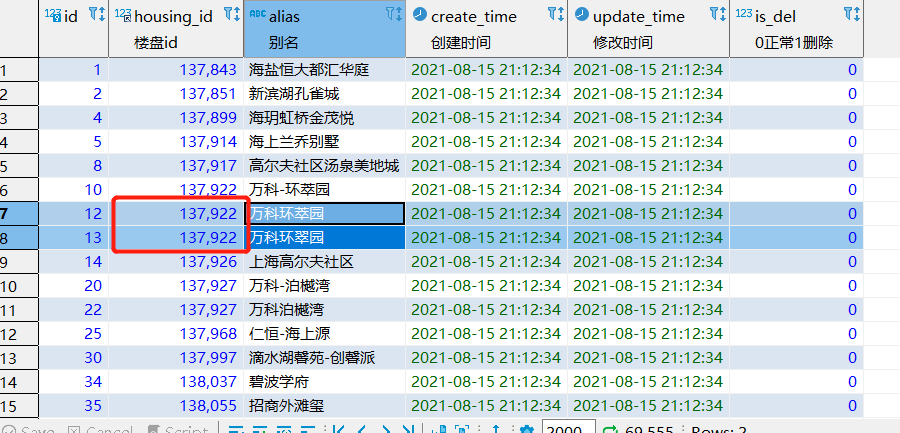 123 id 123 housing_id ABC alias create_time update_time 123 is_del
楼盘id 别名 创建时间 修改时间 0正常1删除
1 1 137,843 海盐恒大都汇华庭 2021-08-15 21:12:34 2021-08-15 21:12:34 0
2 2 137,851 新滨湖孔雀城 2021-08-15 21:12:34 2021-08-15 21:12:34 0
3 4 137,899 海玥虹桥金茂悦 2021-08-15 21:12:34 2021-08-15 21:12:34 0
4 5 137,914 海上兰乔别墅 2021-08-15 21:12:34 2021-08-15 21:12:34 0
5 8 137,917 高尔夫社区汤泉美地城 2021-08-15 21:12:34 2021-08-15 21:12:34 0
6 10 137,922 万科-环萃园 2021-08-15 21:12:34 2021-08-15 21:12:34 0
7 12 137,922 万科环萃园 2021-08-15 21:12:34 2021-08-15 21:12:34 0
8 13 137,922 万科环翠园 2021-08-15 21:12:34 2021-08-15 21:12:34 0
9 14 137,926 上海高尔夫社区 2021-08-15 21:12:34 2021-08-15 21:12:34 0
10 20 137,927 万科-泊樾湾 2021-08-15 21:12:34 2021-08-15 21:12:34 0
11 22 137,927 万科泊樾湾 2021-08-15 21:12:34 2021-08-15 21:12:34 0
12 25 137,968 仁恒-海上源 2021-08-15 21:12:34 2021-08-15 21:12:34 0
13 30 137,997 滴水湖馨苑-创馨派 2021-08-15 21:12:34 2021-08-15 21:12:34 0
14 34 138,037 碧波学府 2021-08-15 21:12:34 2021-08-15 21:12:34 0
15 35 138,055 招商外滩玺 2021-08-15 21:12:34 2021-08-15 21:12:34 0
Save Cancel Script 2000 69,555 Rows: 2